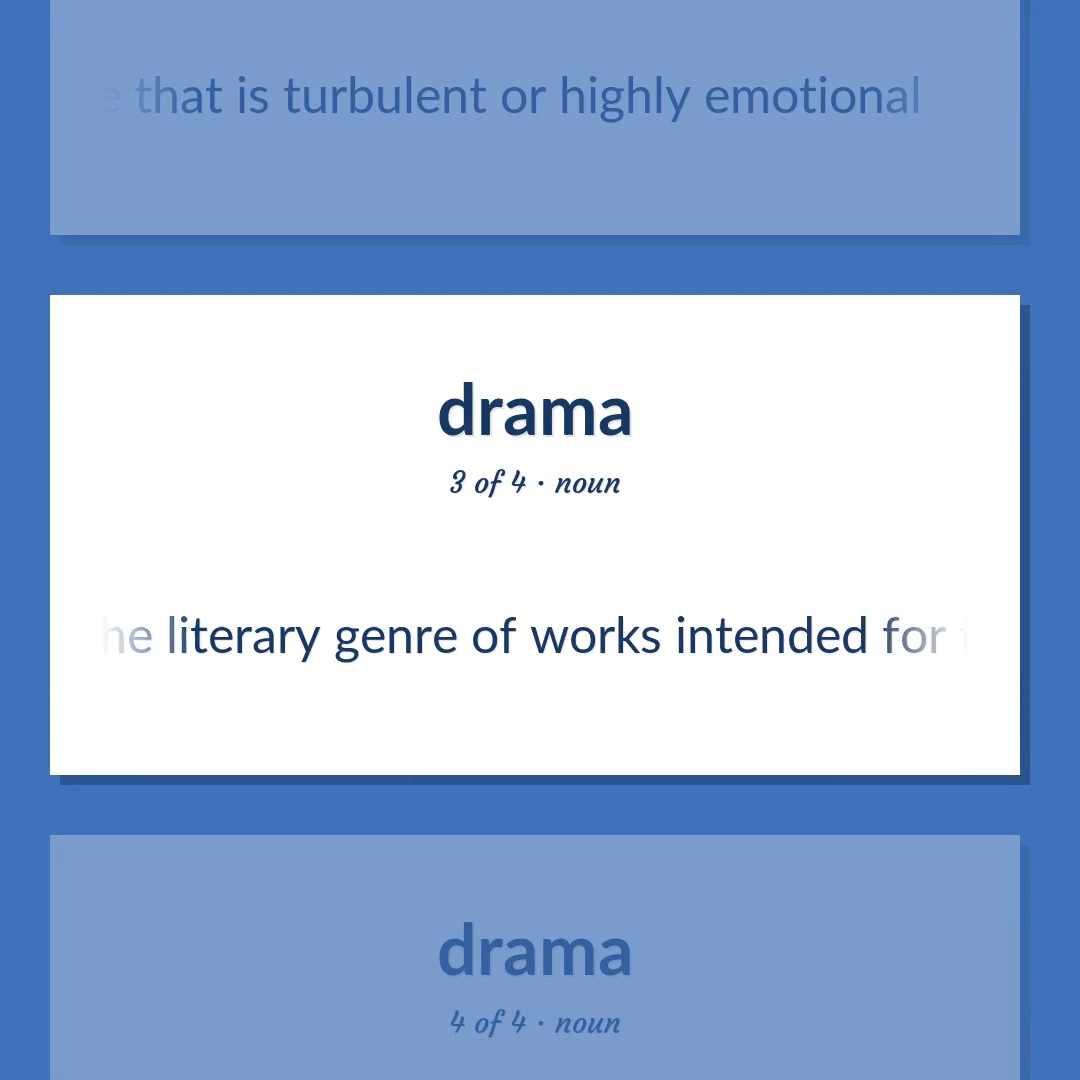 that is turbulent or highly emotional
drama
3 of 4 · noun
he literary genre of works intended for
drama
4 of 4 · noun